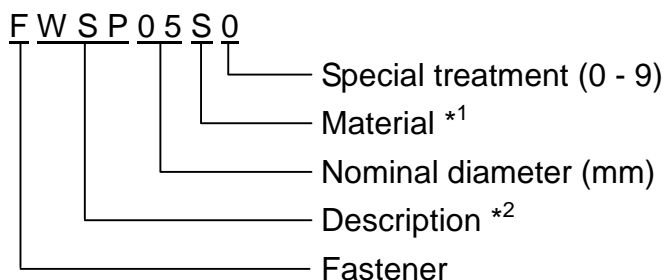 F W S P 0 5 S 0
Special treatment (0 - 9)
Material *1
Nominal diameter (mm)
Description *2
Fastener